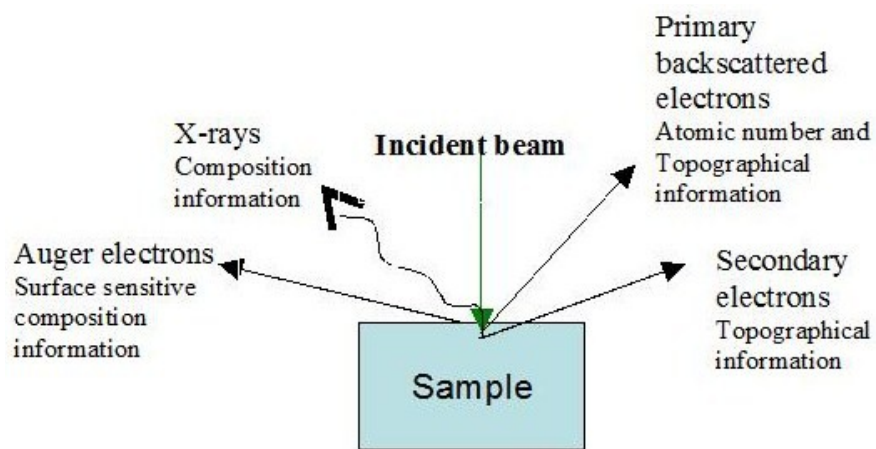 Primary
backscattered
electrons
Atomic number and
Topographical
information
X-rays
Composition
information
Incident beam
Auger electrons
Surface sensitive
composition
information
Secondary
electrons
Topographical
information
Sample